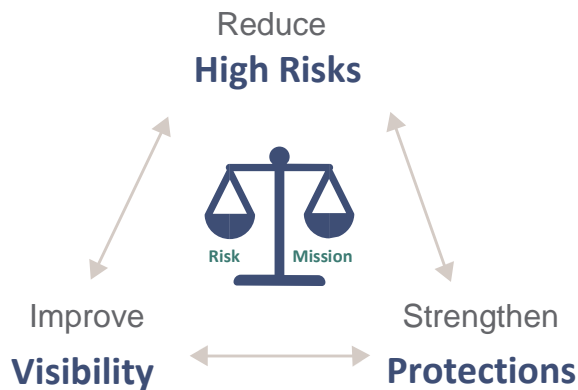 Reduce
High Risks
Risk
Mission
Improve
Strengthen
Visibility
Protections